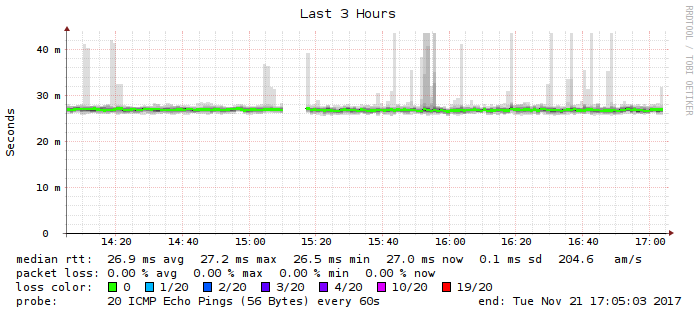 Last 3 Hours
RRDTOOL / TOBI OETIKER
Seconds
40 m
30 m
20 m
10 m
0
14:20 14:40 15:00 15:20 15:40 16:00 16:20 16:40 17:00
median rtt: 26.9 ms avg 27.2 ms max 26.5 ms min 27.0 ms now 0.1 ms sd 204.6 am/s
packet loss: 0.00 % avg 0.00 % max 0.00 % min 0.00 % now
loss color: 0 1/20 2/20 3/20 4/20 10/20 19/20
probe: 20 ICMP Echo Pings (56 Bytes) every 60s end: Tue Nov 21 17:05:03 2017